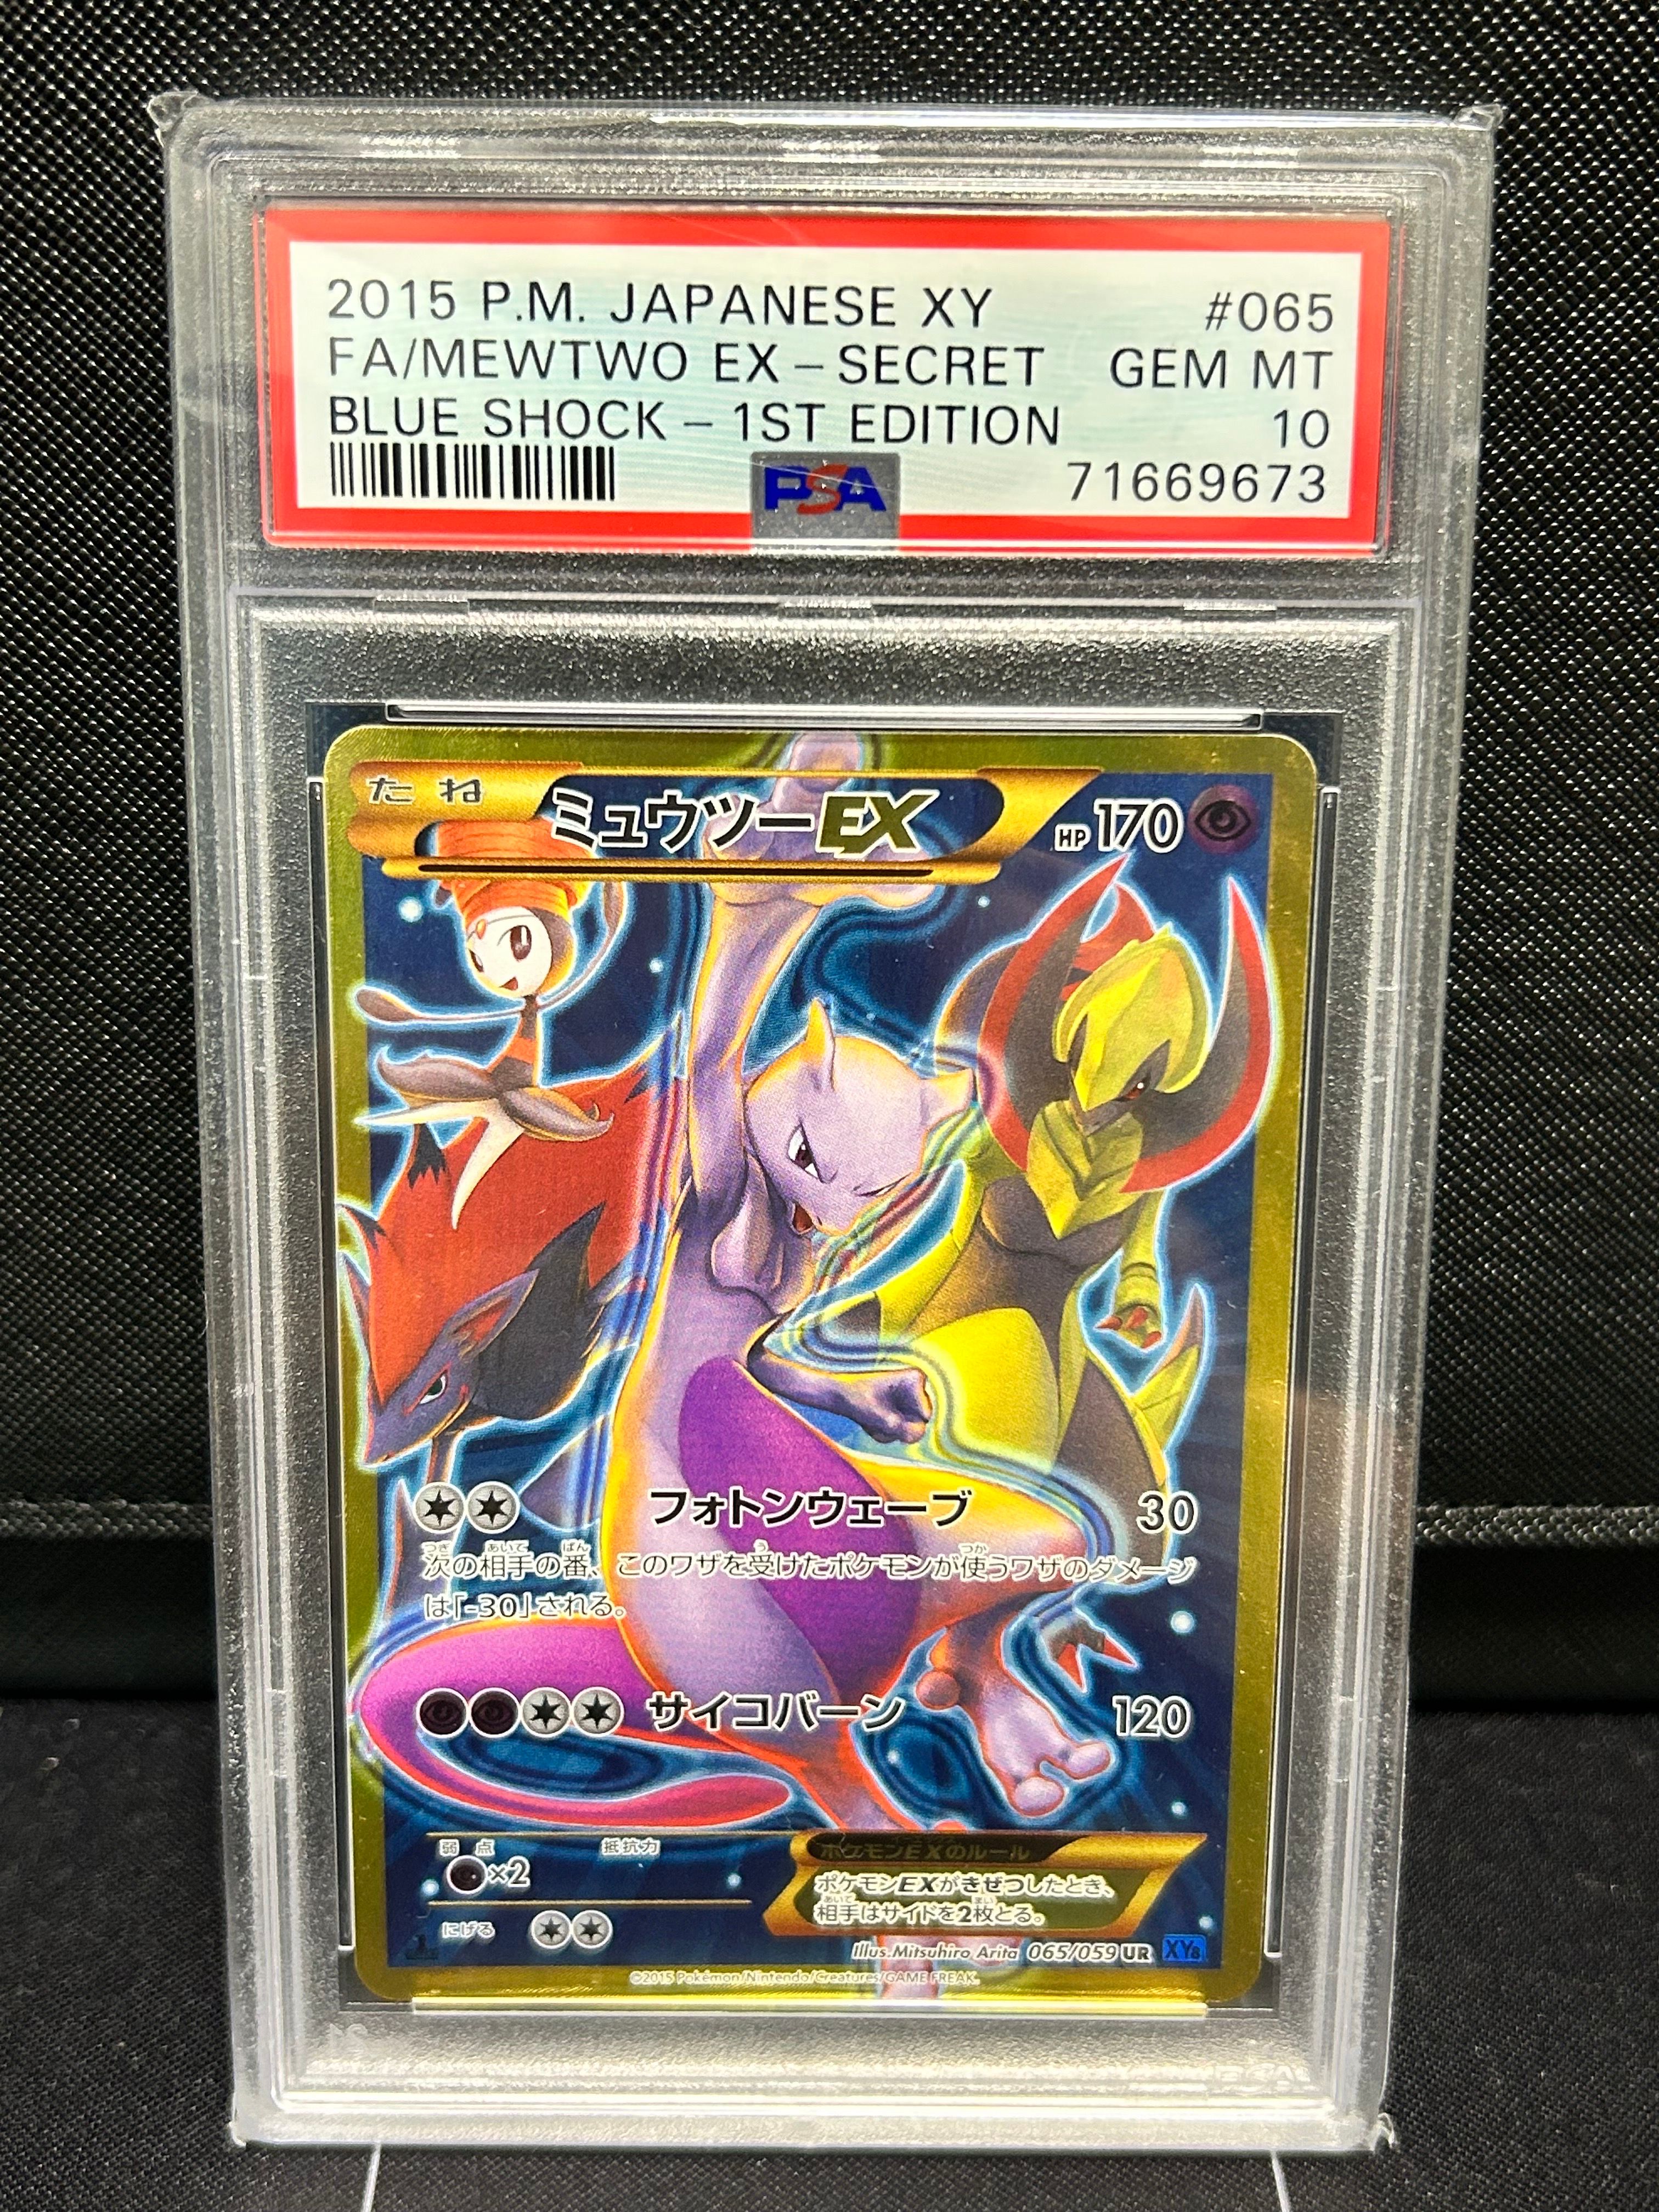 2015 P.M. JAPANESE XY #065
FA/MEWTWO EX – SECRET GEM MT
BLUE SHOCK – 1ST EDITION 10
PSA 71669673
たね ミュウツーEX HP170
フォトンウェーブ 30
次の相手の番、このワザを受けたポケモンが使うワザのダメージ
は「-30」される。
サイコバーン 120
弱点 抵抗力
×2
にげる
ポケモンEXのルール
ポケモンEXがきぜつしたとき、
相手はサイドを2枚とる。
Illus. Mitsuhiro Arita 065/059 UR XY8
©2015 Pokémon/Nintendo/Creatures/GAME FREAK.